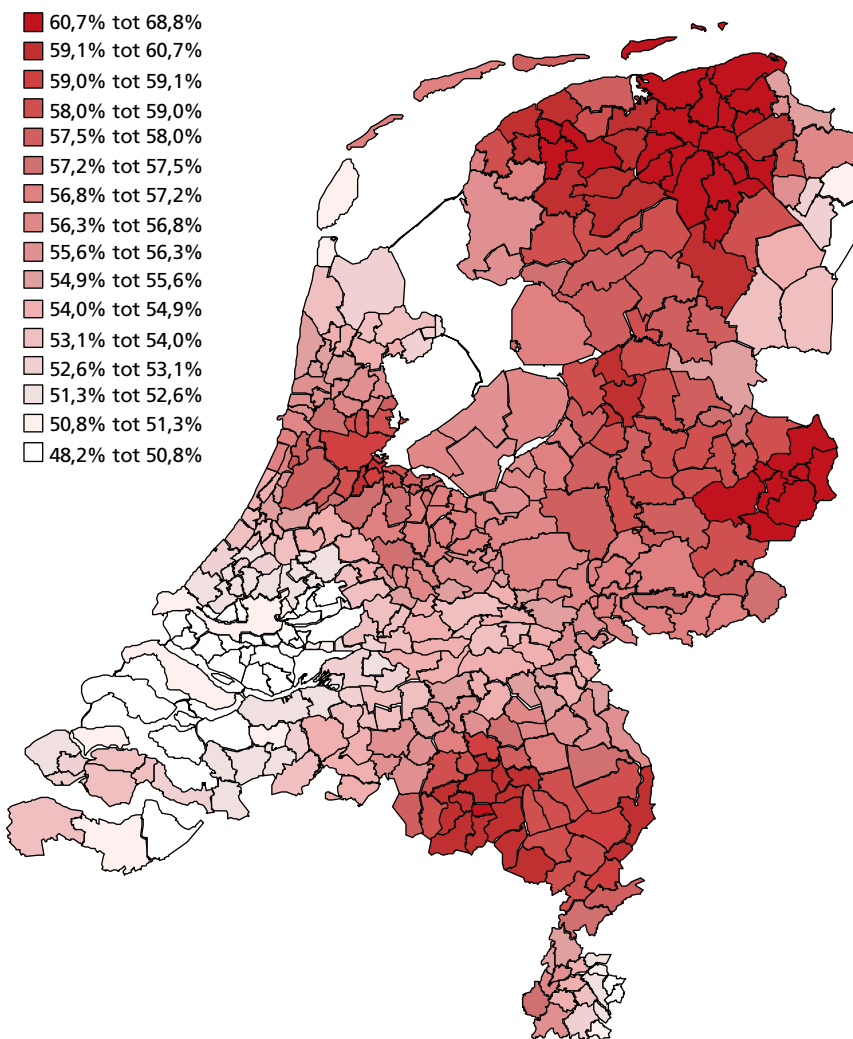 60,7% tot 68,8%
59,1% tot 60,7%
59,0% tot 59,1%
58,0% tot 59,0%
57,5% tot 58,0%
57,2% tot 57,5%
56,8% tot 57,2%
56,3% tot 56,8%
55,6% tot 56,3%
54,9% tot 55,6%
54,0% tot 54,9%
53,1% tot 54,0%
52,6% tot 53,1%
51,3% tot 52,6%
50,8% tot 51,3%
48,2% tot 50,8%